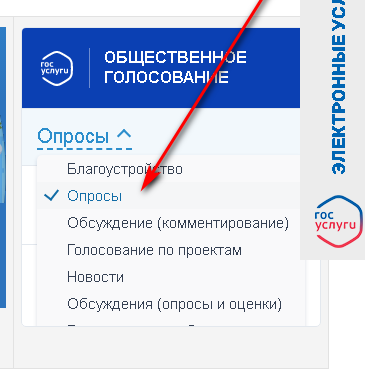 гос
услуги
ОБЩЕСТВЕННОЕ
ГОЛОСОВАНИЕ
Опросы
Благоустройство
Опросы
Обсуждение (комментирование)
Голосование по проектам
Новости
Обсуждения (опросы и оценки)
ЭЛЕКТРОННЫЕ
гос
услуги